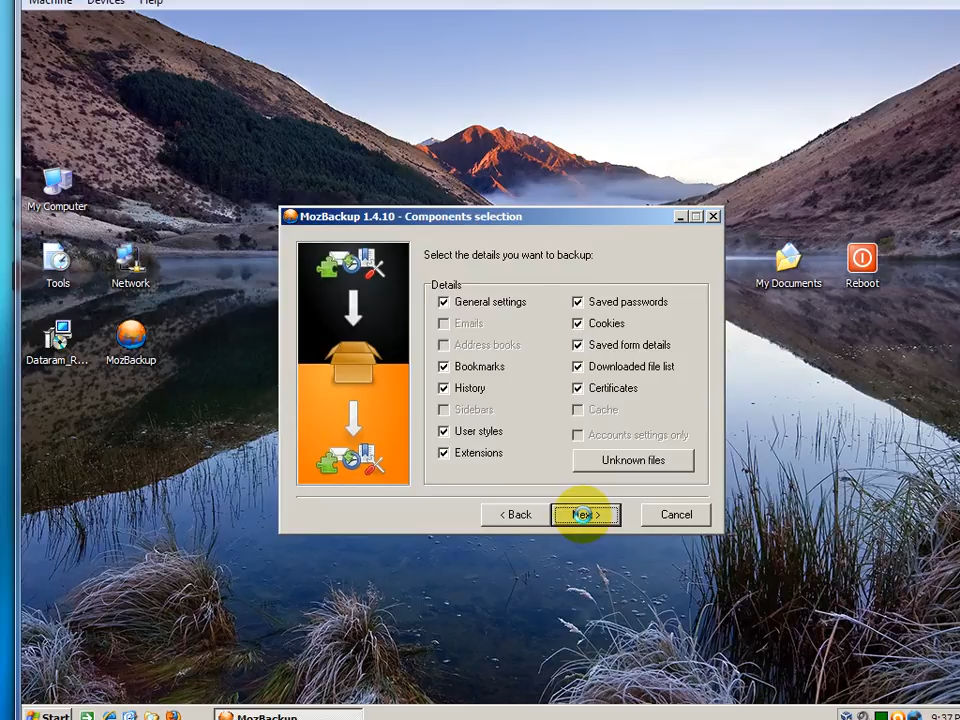 Machine Devices Help
My Computer
Tools
Network
Dataram_R...
MozBackup
My Documents
Reboot
MozBackup 1.4.10 - Components selection
Select the details you want to backup:
Details
General settings
Saved passwords
Emails
Cookies
Address books
Saved form details
Bookmarks
Downloaded file list
History
Certificates
Sidebars
Cache
User styles
Accounts settings only
Extensions
Unknown files
< Back
Next >
Cancel
Start
MozBackup
9:37 P